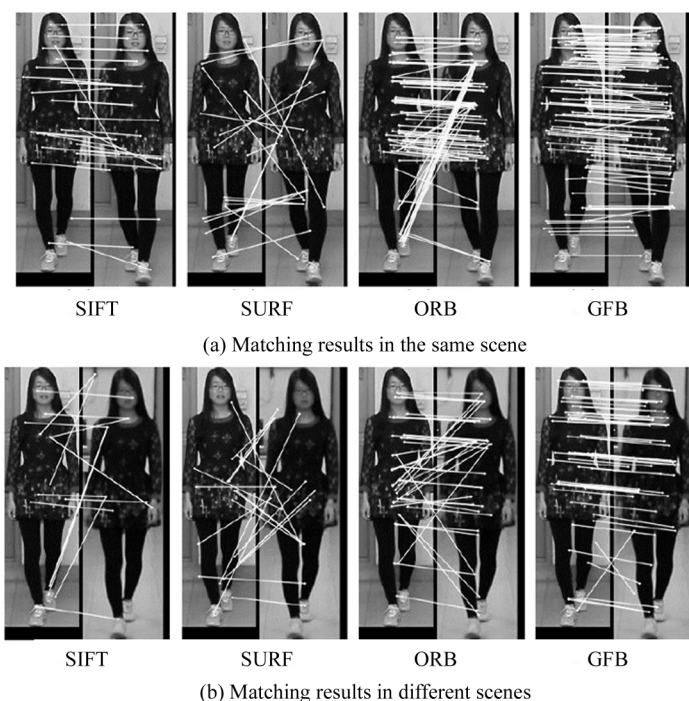 SIFT SURF ORB GFB
(a) Matching results in the same scene
SIFT SURF ORB GFB
(b) Matching results in different scenes